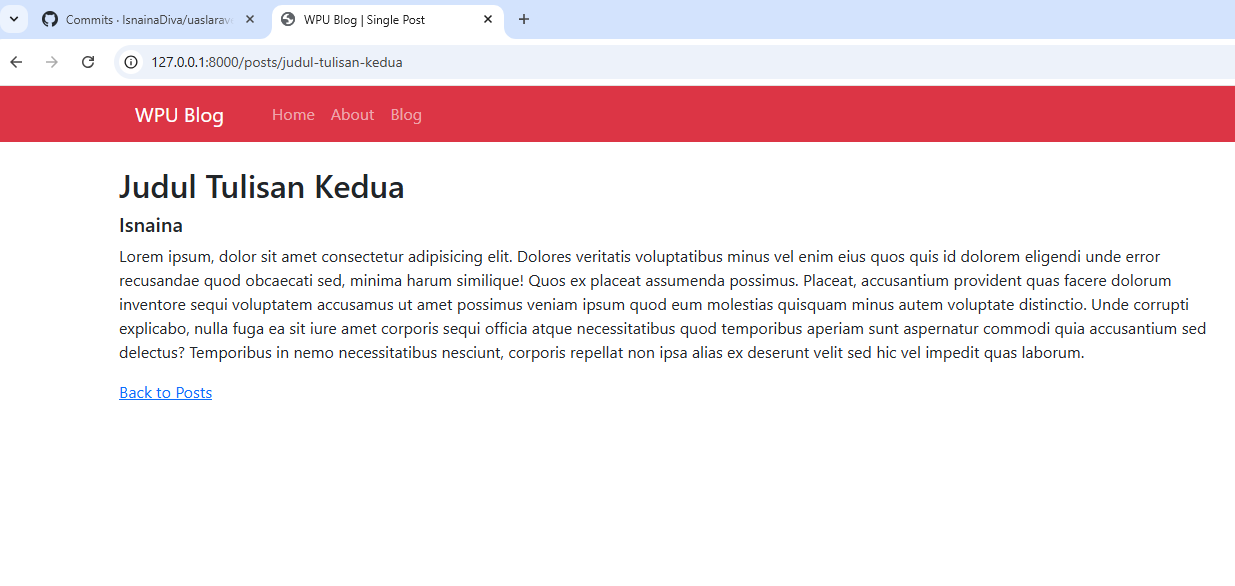 Commits · IsnainaDiva/uaslarav
WPU Blog | Single Post
127.0.0.1:8000/posts/judul-tulisan-kedua
WPU Blog Home About Blog
Judul Tulisan Kedua
Isnaina
Lorem ipsum, dolor sit amet consectetur adipisicing elit. Dolores veritatis voluptatibus minus vel enim eius quos quis id dolorem eligendi unde error
recusandae quod obcaecati sed, minima harum similique! Quos ex placeat assumenda possimus. Placeat, accusantium provident quas facere dolorum
inventore sequi voluptatem accusamus ut amet possimus veniam ipsum quod eum molestias quisquam minus autem voluptate distinctio. Unde corrupti
explicabo, nulla fuga ea sit iure amet corporis sequi officia atque necessitatibus quod temporibus aperiam sunt aspernatur commodi quia accusantium sed
delectus? Temporibus in nemo necessitatibus nesciunt, corporis repellat non ipsa alias ex deserunt velit sed hic vel impedit quas laborum.
Back to Posts